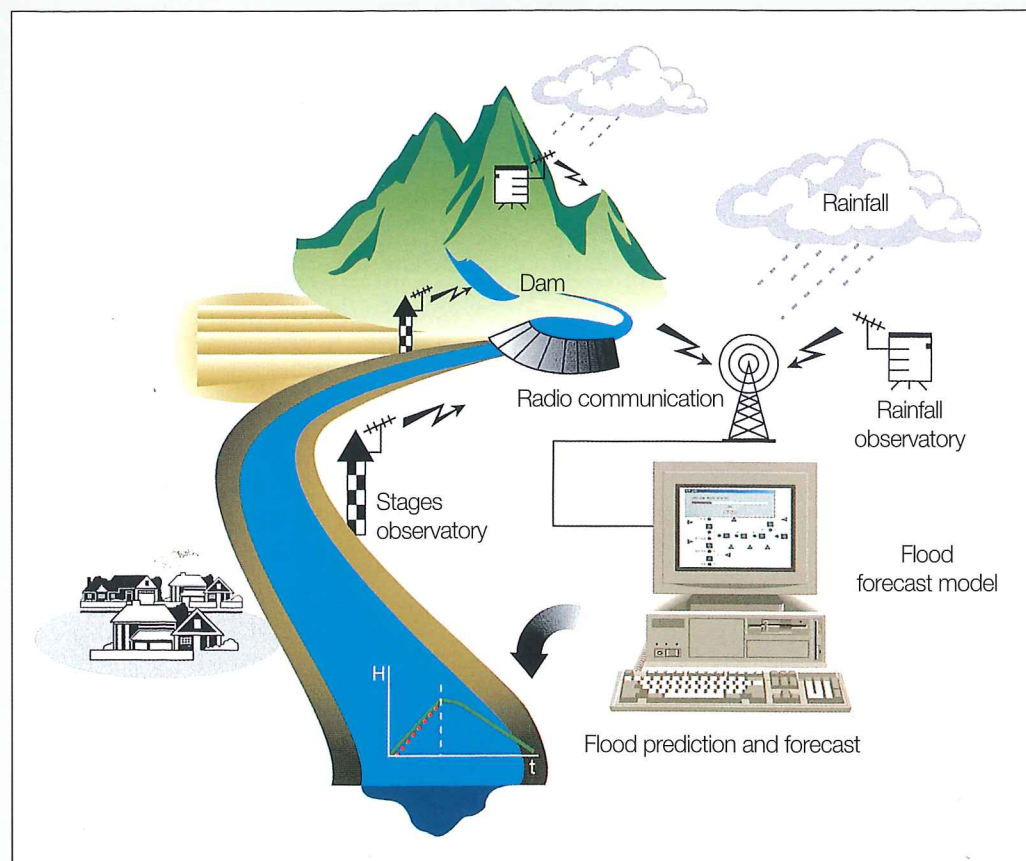 Rainfall
Dam
Radio communication
Rainfall
observatory
Stages
observatory
Flood
forecast model
H
t
Flood prediction and forecast